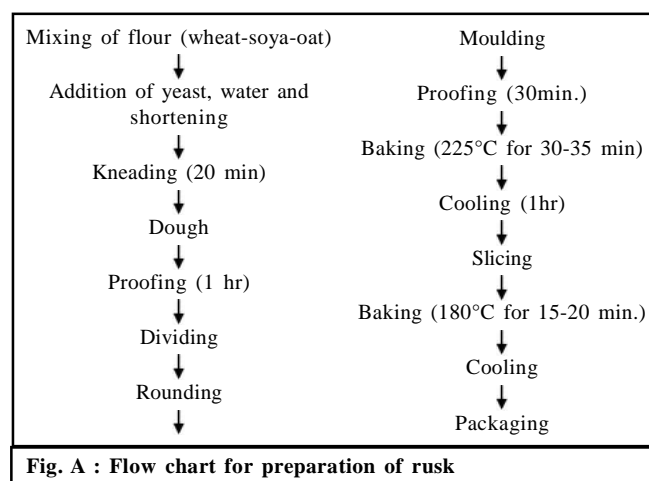 Mixing of flour (wheat-soya-oat)
Addition of yeast, water and
shortening
Kneading (20 min)
Dough
Proofing (1 hr)
Dividing
Rounding
Moulding
Proofing (30min.)
Baking (225°C for 30-35 min)
Cooling (1hr)
Slicing
Baking (180°C for 15-20 min.)
Cooling
Packaging
Fig. A : Flow chart for preparation of rusk